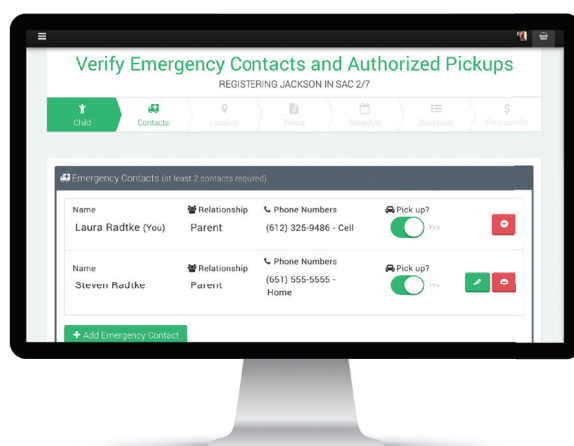 Verify Emergency Contacts and Authorized Pickups
REGISTERING JACKSON IN SAC 2/7
Child Contacts Location Terms Schedule Questions Finance Info
Emergency Contacts (at least 2 contacts required)
Name Relationship Phone Numbers Pick up?
Laura Radtke (You) Parent (612) 325-9486 - Cell Yes
Name Relationship Phone Numbers Pick up?
Steven Radtke Parent (651) 555-5555 - Home Yes
+ Add Emergency Contact